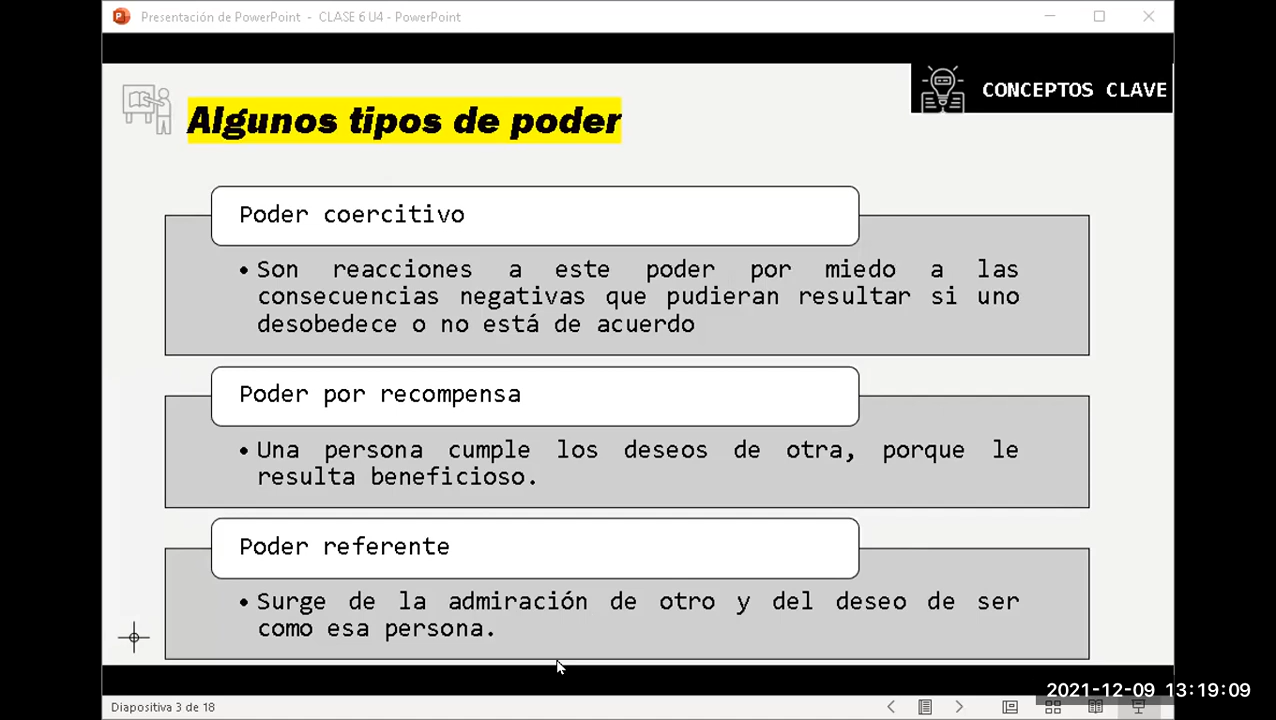 Presentación de PowerPoint - CLASE 6 U4 - PowerPoint
CONCEPTOS CLAVE
Algunos tipos de poder
Poder coercitivo
• Son reacciones a este poder por miedo a las
consecuencias negativas que pudieran resultar si uno
desobedece o no está de acuerdo
Poder por recompensa
• Una persona cumple los deseos de otra, porque le
resulta beneficioso.
Poder referente
• Surge de la admiración de otro y del deseo de ser
como esa persona.
2021-12-09 13:19:09
Diapositiva 3 de 18